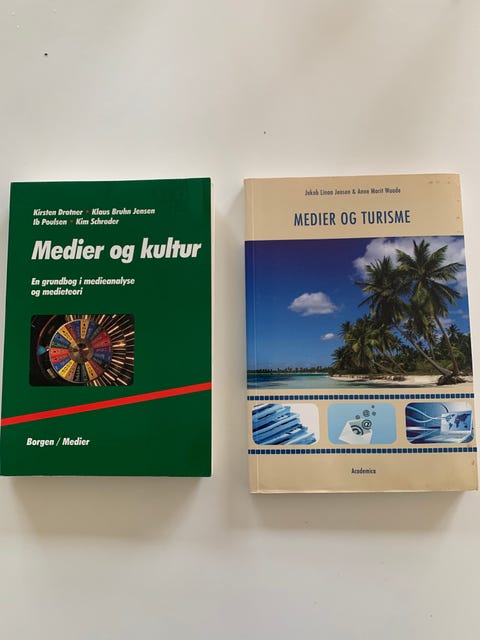 Kirsten Drotner • Klaus Bruhn Jensen
Ib Poulsen • Kim Schrøder
Medier og kultur
En grundbog i medieanalyse
og medieteori
Borgen / Medier
Jakob Linaa Jensen & Anne Marit Waade
MEDIER OG TURISME
@
@
Academica